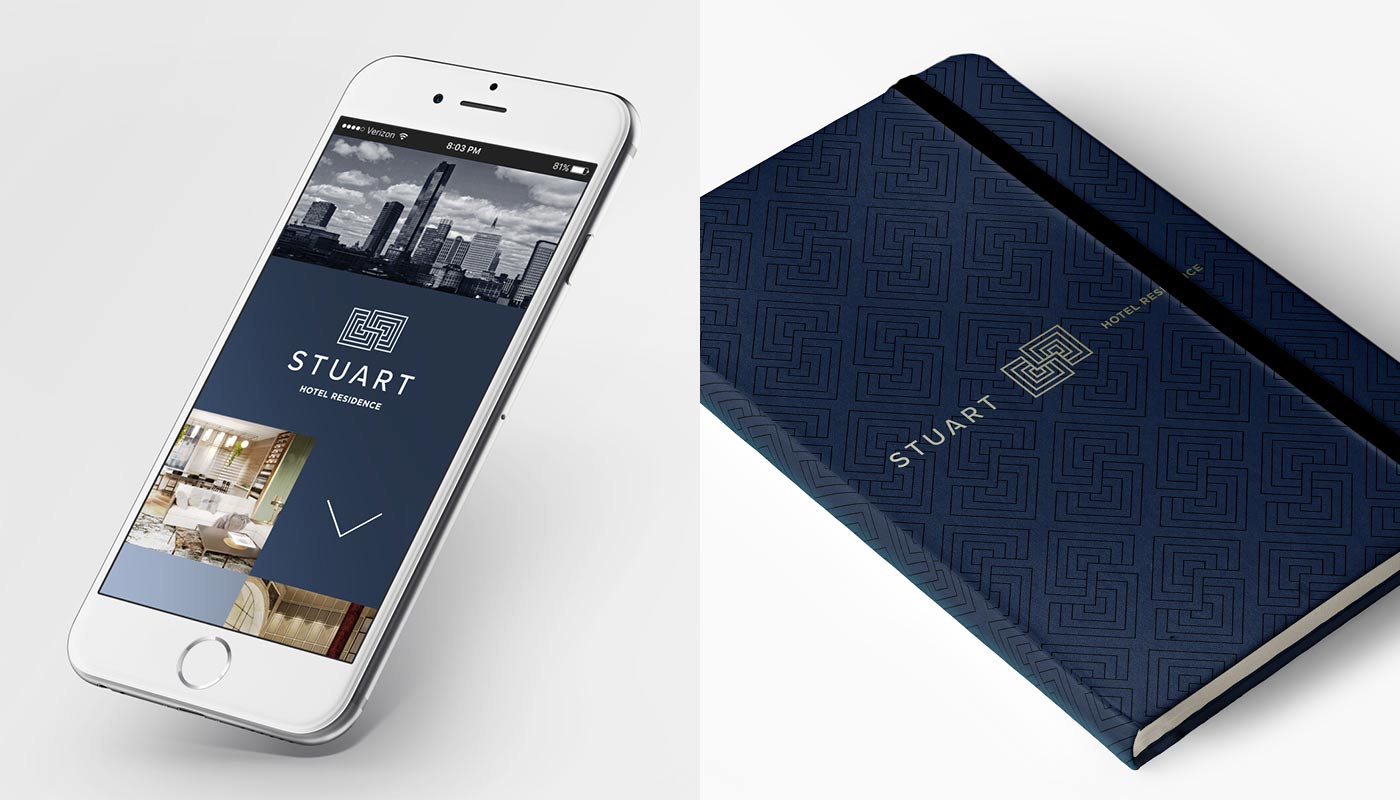 Verizon
8:03 PM
81%
STUART
HOTEL RESIDENCE
STUART
HOTEL RESIDENCE